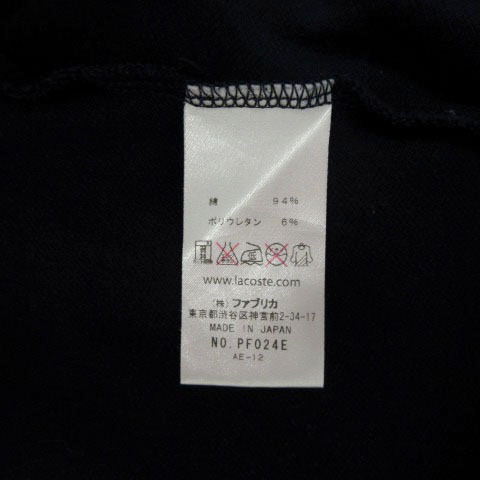 綿 94%
ポリウレタン 6%
www.lacoste.com
(株) ファブリカ
東京都渋谷区神宮前2-34-17
MADE IN JAPAN
NO. PF024E
AE-12